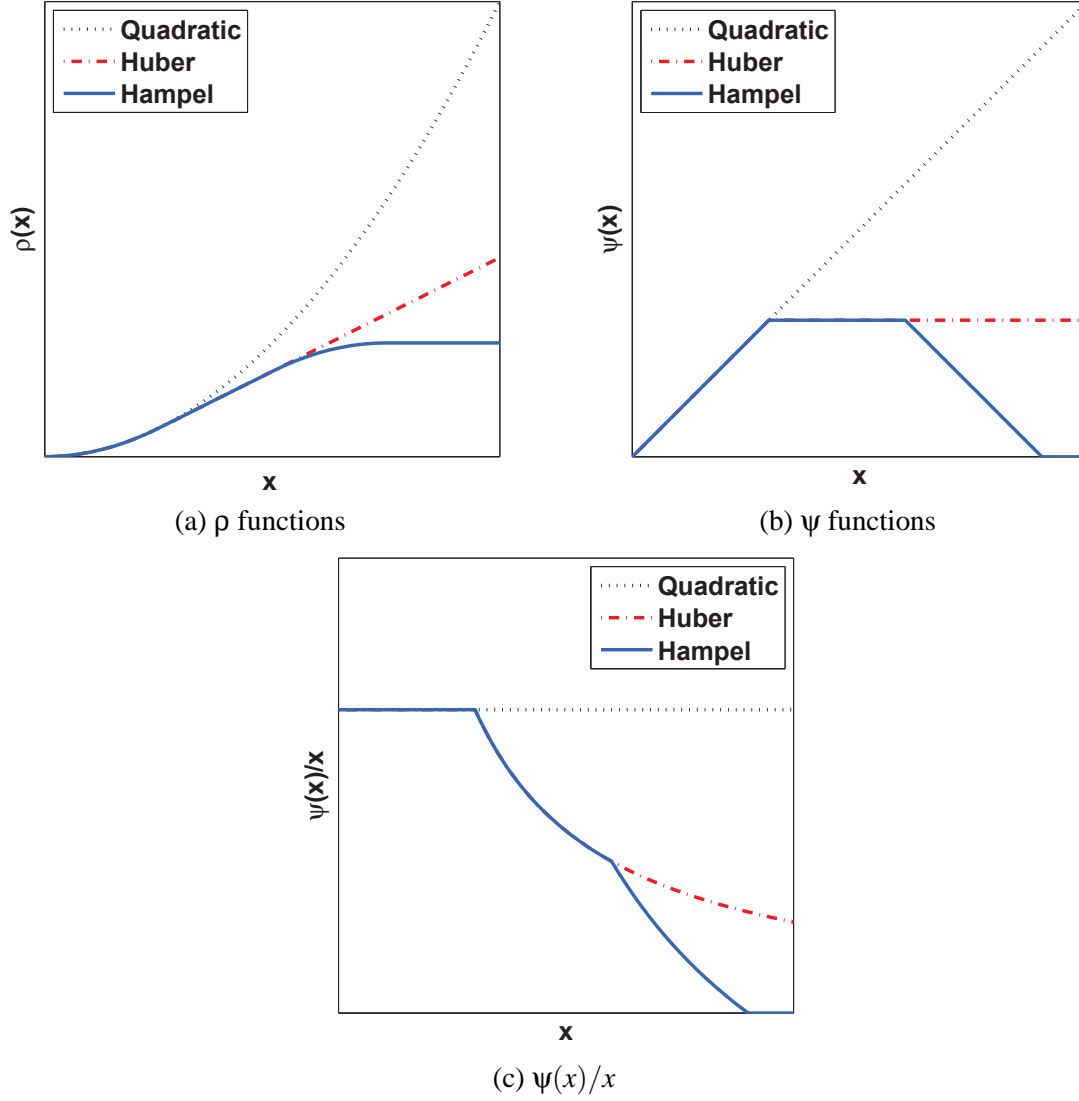 Quadratic
Huber
Hampel
ρ(x)
x
(a) ρ functions
Quadratic
Huber
Hampel
ψ(x)
x
(b) ψ functions
Quadratic
Huber
Hampel
ψ(x)/x
x
(c) ψ(x)/x